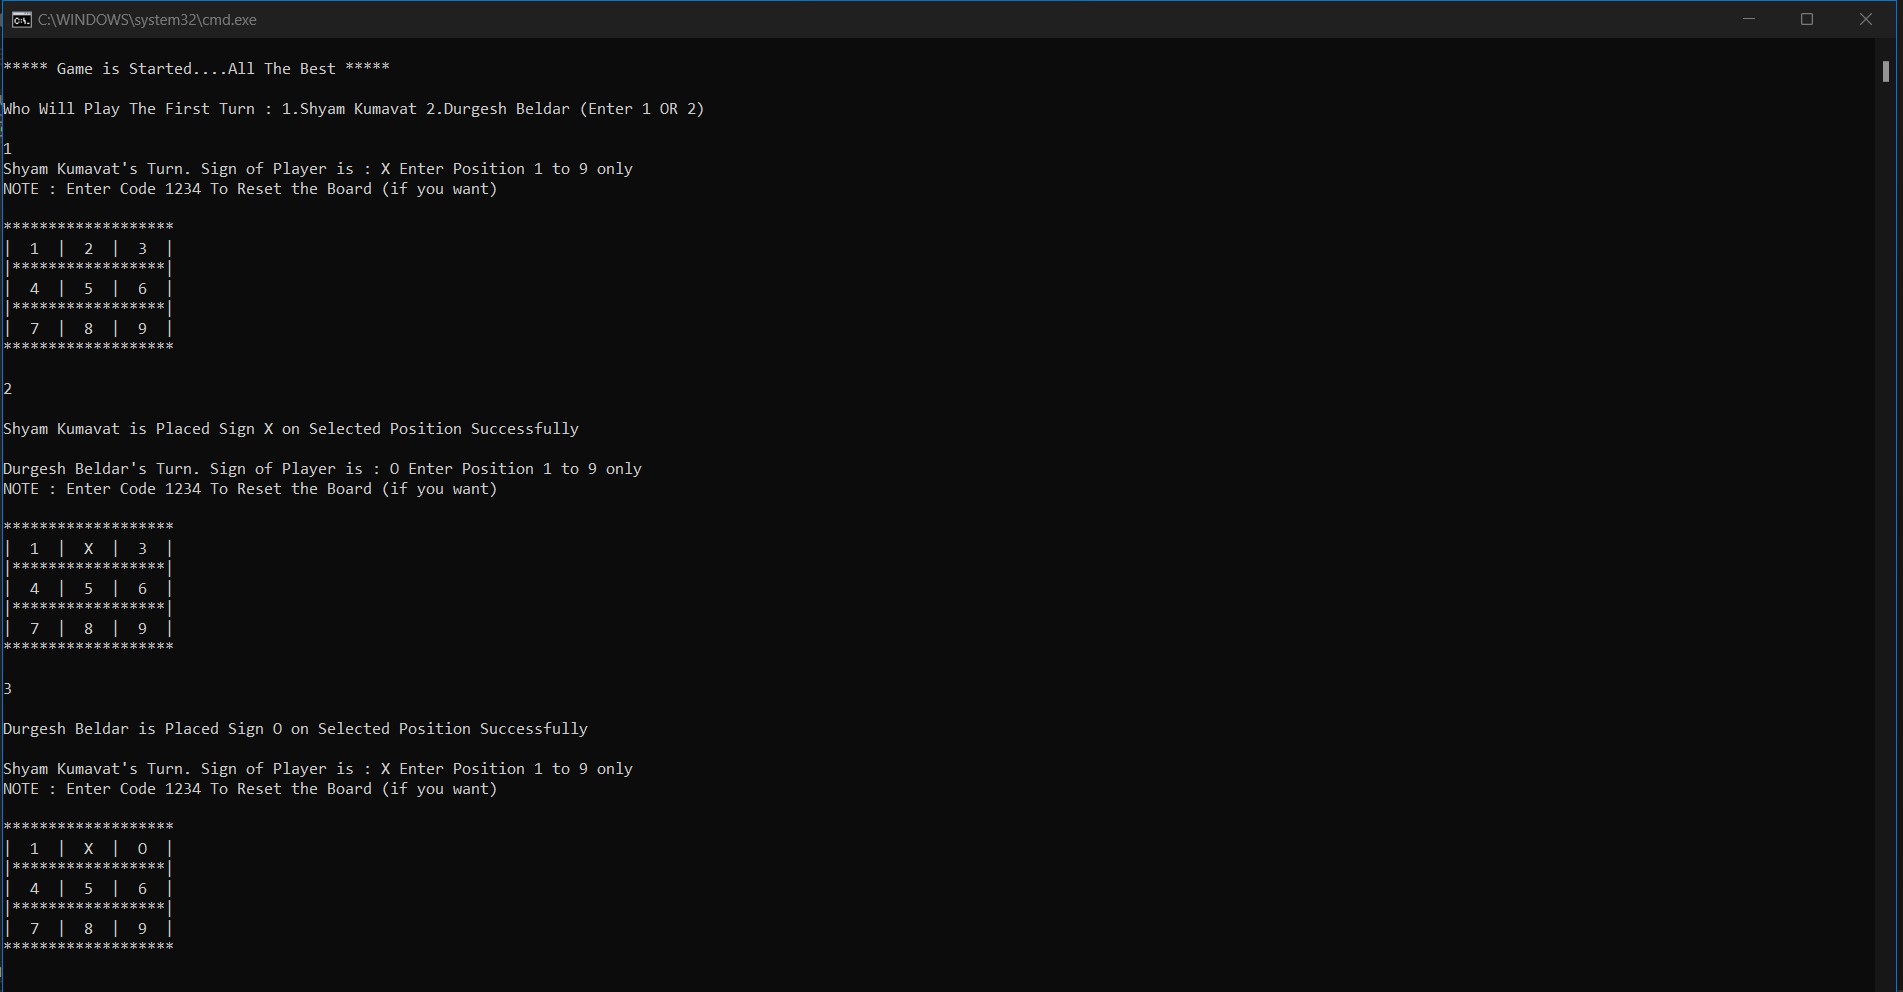 C:\WINDOWS\system32\cmd.exe
***** Game is Started....All The Best *****
Who Will Play The First Turn : 1.Shyam Kumavat 2.Durgesh Beldar (Enter 1 OR 2)
1
Shyam Kumavat's Turn. Sign of Player is : X Enter Position 1 to 9 only
NOTE : Enter Code 1234 To Reset the Board (if you want)
*******************
|  1  |  2  |  3  |
|*****************|
|  4  |  5  |  6  |
|*****************|
|  7  |  8  |  9  |
*******************
2
Shyam Kumavat is Placed Sign X on Selected Position Successfully
Durgesh Beldar's Turn. Sign of Player is : O Enter Position 1 to 9 only
NOTE : Enter Code 1234 To Reset the Board (if you want)
*******************
|  1  |  X  |  3  |
|*****************|
|  4  |  5  |  6  |
|*****************|
|  7  |  8  |  9  |
*******************
3
Durgesh Beldar is Placed Sign O on Selected Position Successfully
Shyam Kumavat's Turn. Sign of Player is : X Enter Position 1 to 9 only
NOTE : Enter Code 1234 To Reset the Board (if you want)
*******************
|  1  |  X  |  O  |
|*****************|
|  4  |  5  |  6  |
|*****************|
|  7  |  8  |  9  |
*******************